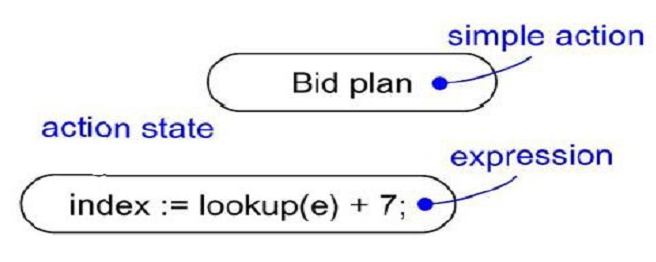 simple action
Bid plan
action state
expression
index := lookup(e) + 7;